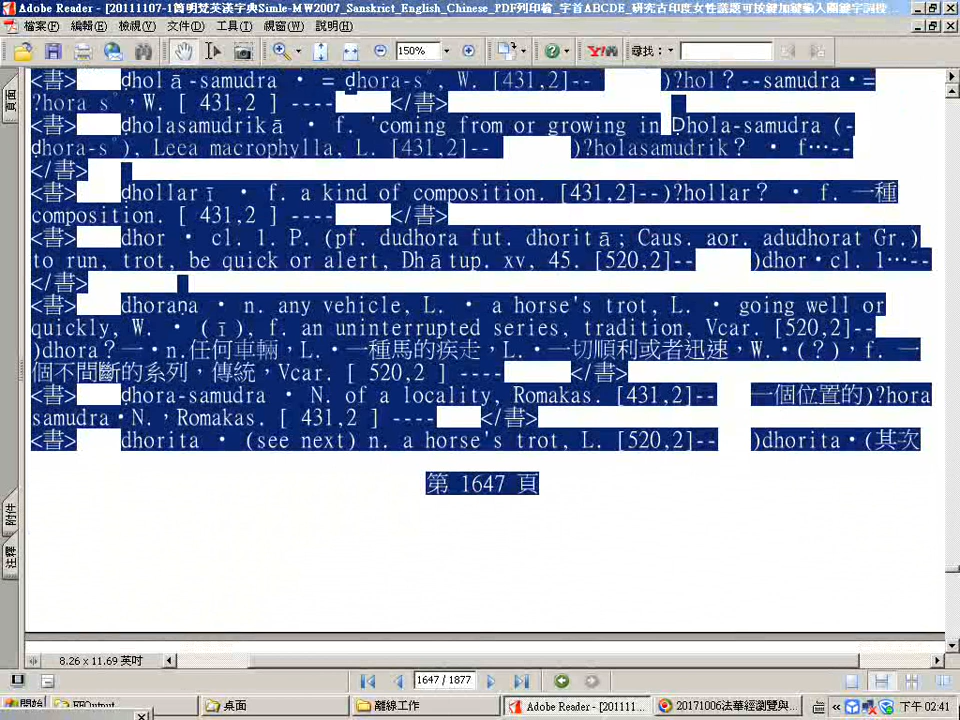 Adobe Reader - [20111107-1簡明梵英漢字典Simle-MW2007_Sanskrict_English_Chinese_PDF列印檔_字首ABCDE_研究古印度女性議題可按鍵加鍵輸入關鍵字詞搜
檔案(F) 編輯(E) 檢視(V) 文件(D) 工具(T) 視窗(W) 說明(H)
150% 尋找：
頁面
<書> ḍholā-samudra • = ḍhora-s˚, W. [431,2]-- )?hol？--samudra•=
?hora s˚，W. [ 431,2 ] ---- </書>
<書> ḍholasamudrikā • f. 'coming from or growing in Ḍhola-samudra (-
ḍhora-s˚), Leea macrophylla, L. [431,2]-- )?holasamudrik？ • f…--
</書>
<書> ḍhollarī • f. a kind of composition. [431,2]--)?hollar？ • f. 一種
composition. [ 431,2 ] ---- </書>
<書> dhor • cl. 1. P. (pf. dudhora fut. dhoritā; Caus. aor. adudhorat Gr.)
to run, trot, be quick or alert, Dhātup. xv, 45. [520,2]-- )dhor•cl. 1…--
</書>
<書> dhoraṇa • n. any vehicle, L. • a horse's trot, L. • going well or
quickly, W. • (ī), f. an uninterrupted series, tradition, Vcar. [520,2]--
)dhora？一•n.任何車輛，L.•一種馬的疾走，L.•一切順利或者迅速，W.•(？)，f. 一
個不間斷的系列，傳統，Vcar. [ 520,2 ] ---- </書>
<書> ḍhora-samudra • N. of a locality, Romakas. [431,2]-- 一個位置的)?hora
samudra•N.，Romakas. [ 431,2 ] ---- </書>
<書> dhorita • (see next) n. a horse's trot, L. [520,2]-- )dhorita•(其次
第 1647 頁
附件
注釋
8.26 x 11.69 英吋
1647 / 1877
開始 FFOutput 桌面 離線工作 Adobe Reader - [201111... 20171006法華經瀏覽與... 下午 02:41